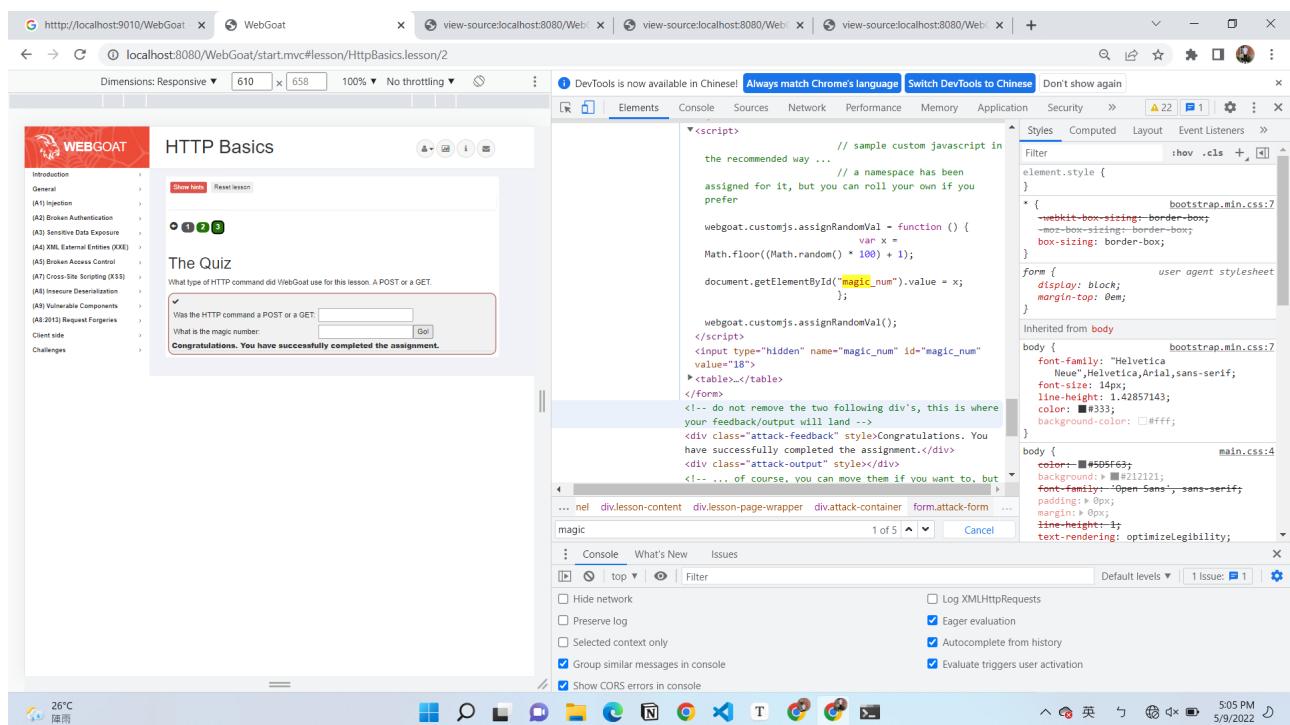 htttp://localhost:9010/WebGoat
WebGoat
view-source:localhost:8080/WebG
view-source:localhost:8080/WebG
view-source:localhost:8080/WebG
localhost:8080/WebGoat/start.mvc#lesson/HttpBasics.lesson/2
Dimensions: Responsive ▼ 610 × 658 100% ▼ No throttling ▼
WEBGOAT
HTTP Basics
Introduction
General
(A1) Injection
(A2) Broken Authentication
(A3) Sensitive Data Exposure
(A4) XML External Entities (XXE)
(A5) Broken Access Control
(A7) Cross-Site Scripting (XSS)
(A8) Insecure Deserialization
(A9) Vulnerable Components
(A8:2013) Request Forgeries
Client side
Challenges
Show hints Reset lesson
1 2 3
The Quiz
What type of HTTP command did WebGoat use for this lesson. A POST or a GET.
Was the HTTP command a POST or a GET:
What is the magic number: Go!
Congratulations. You have successfully completed the assignment.
DevTools is now available in Chinese! Always match Chrome's language Switch DevTools to Chinese Don't show again
Elements Console Sources Network Performance Memory Application Security » 22 1
▼<script>
// sample custom javascript in
the recommended way ...
// a namespace has been
assigned for it, but you can roll your own if you
prefer
webgoat.customjs.assignRandomVal = function () {
var x =
Math.floor((Math.random() * 100) + 1);
document.getElementById("magic_num").value = x;
};
webgoat.customjs.assignRandomVal();
</script>
<input type="hidden" name="magic_num" id="magic_num"
value="18">
▶<table>…</table>
</form>
<!-- do not remove the two following div's, this is where
your feedback/output will land -->
<div class="attack-feedback" style>Congratulations. You
have successfully completed the assignment.</div>
<div class="attack-output" style></div>
<!-- ... of course, you can move them if you want to, but
... nel div.lesson-content div.lesson-page-wrapper div.attack-container form.attack-form ...
magic 1 of 5 Cancel
Styles Computed Layout Event Listeners »
Filter :hov .cls +
element.style {
}
* { bootstrap.min.css:7
-webkit-box-sizing: border-box;
-moz-box-sizing: border-box;
box-sizing: border-box;
}
form { user agent stylesheet
display: block;
margin-top: 0em;
}
Inherited from body
body { bootstrap.min.css:7
font-family: "Helvetica
Neue",Helvetica,Arial,sans-serif;
font-size: 14px;
line-height: 1.42857143;
color: #333;
background-color: #fff;
}
body { main.css:4
color: #5D5F63;
background: ▶ #212121;
font-family: 'Open Sans', sans-serif;
padding: ▶ 0px;
margin: ▶ 0px;
line-height: 1;
text-rendering: optimizeLegibility;
Console What's New Issues
top ▼ Filter Default levels ▼ 1 Issue: 1
Hide network Log XMLHttpRequests
Preserve log Eager evaluation
Selected context only Autocomplete from history
Group similar messages in console Evaluate triggers user activation
Show CORS errors in console
26°C
陣雨
英 ㄅ
5:05 PM
5/9/2022